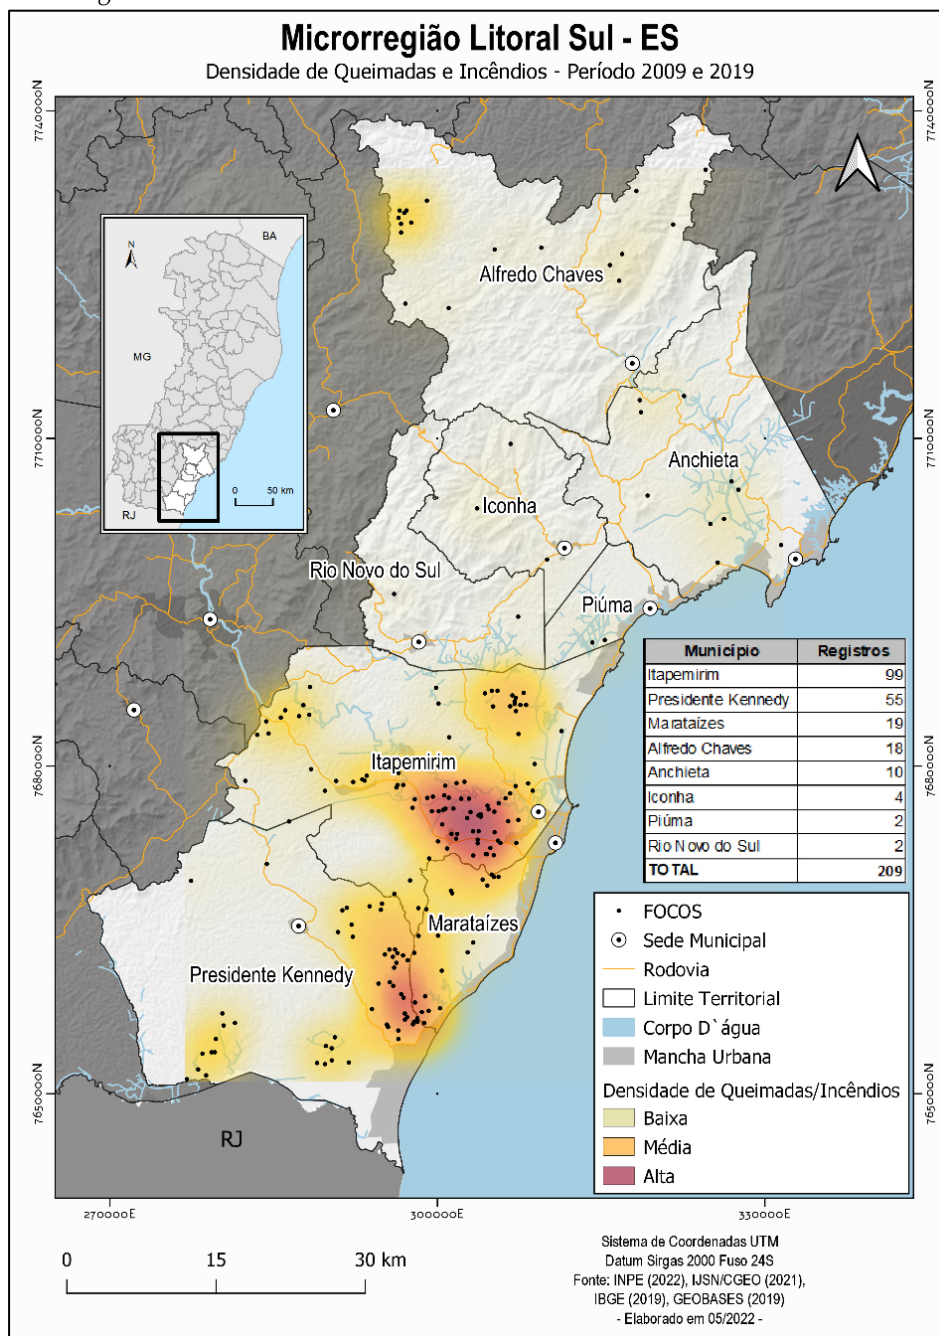 Microrregião Litoral Sul - ES
Densidade de Queimadas e Incêndios - Período 2009 e 2019
7740000N
7740000N
BA
N
MG
RJ
0 50 km
Alfredo Chaves
7710000N
7710000N
Anchieta
Iconha
Rio Novo do Sul
Piúma
Município Registros
Itapemirim 99
Presidente Kennedy 55
Marataízes 19
Alfredo Chaves 18
Anchieta 10
Iconha 4
Piúma 2
Rio Novo do Sul 2
TOTAL 209
7680000N
7680000N
Itapemirim
Marataízes
Presidente Kennedy
FOCOS
Sede Municipal
Rodovia
Limite Territorial
Corpo D`água
Mancha Urbana
Densidade de Queimadas/Incêndios
Baixa
Média
Alta
7650000N
7650000N
RJ
270000E
300000E
330000E
0 15 30 km
Sistema de Coordenadas UTM
Datum Sirgas 2000 Fuso 24S
Fonte: INPE (2022), IJSN/CGEO (2021),
IBGE (2019), GEOBASES (2019)
- Elaborado em 05/2022 -